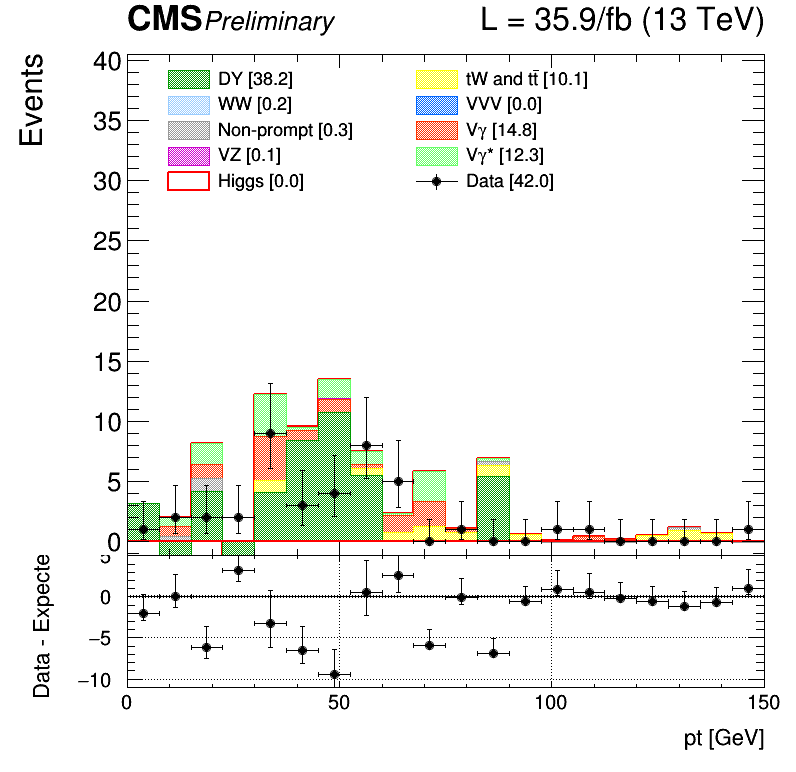 CMS Preliminary L = 35.9/fb (13 TeV)
Events
40
35
30
25
20
15
10
5
0
DY [38.2]
WW [0.2]
Non-prompt [0.3]
VZ [0.1]
Higgs [0.0]
tW and tt̄ [10.1]
VVV [0.0]
Vγ [14.8]
Vγ* [12.3]
Data [42.0]
Data - Expecte
5
0
−5
−10
0 50 100 150
pt [GeV]